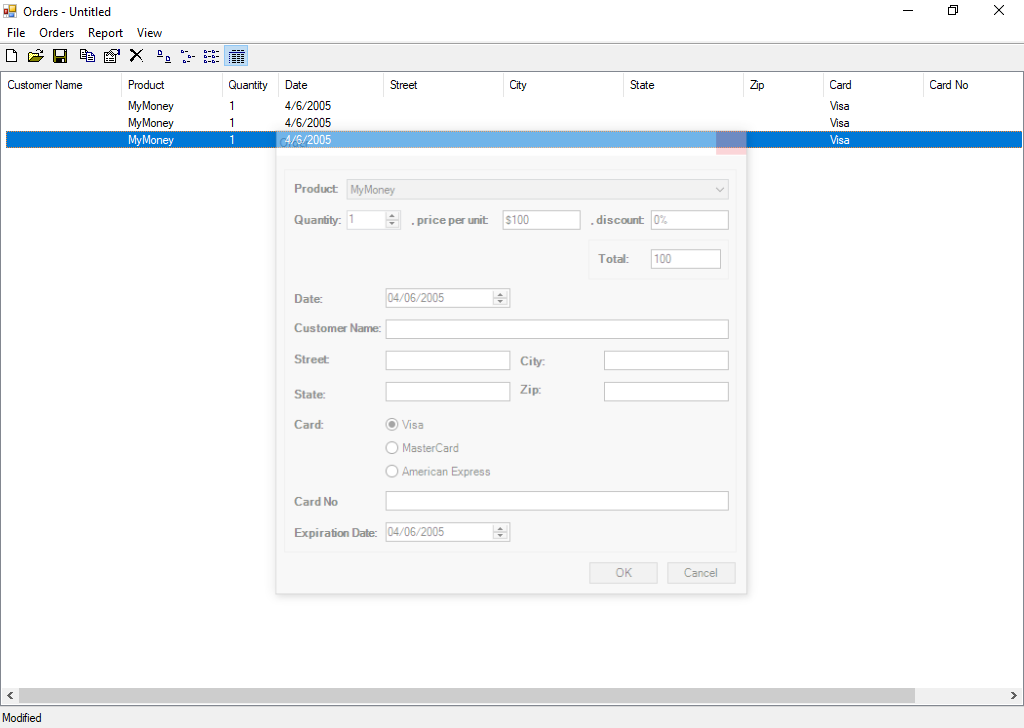 Orders - Untitled
File Orders Report View
Customer Name Product Quantity Date Street City State Zip Card Card No
MyMoney 1 4/6/2005 Visa
MyMoney 1 4/6/2005 Visa
MyMoney 1 4/6/2005 Visa
Product: MyMoney
Quantity: 1 , price per unit: $100 , discount: 0%
Total: 100
Date: 04/06/2005
Customer Name:
Street: City:
State: Zip:
Card: Visa
MasterCard
American Express
Card No
Expiration Date: 04/06/2005
OK Cancel
Modified